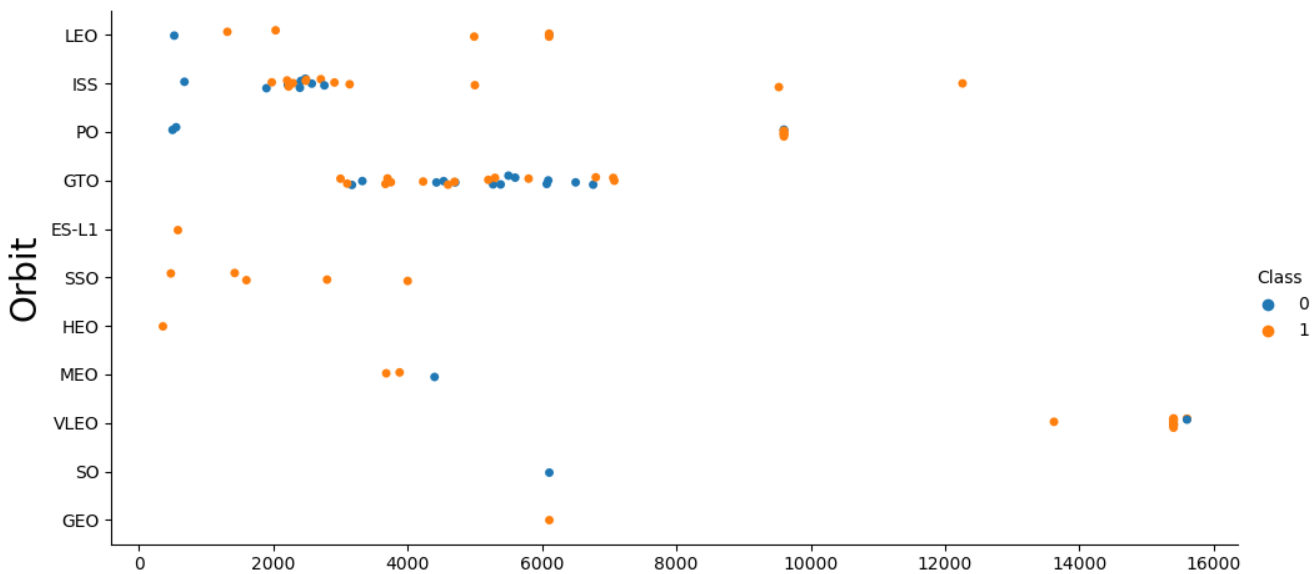 LEO
ISS
PO
GTO
ES-L1
SSO
HEO
MEO
VLEO
SO
GEO
Orbit
0 2000 4000 6000 8000 10000 12000 14000 16000
Class
0
1